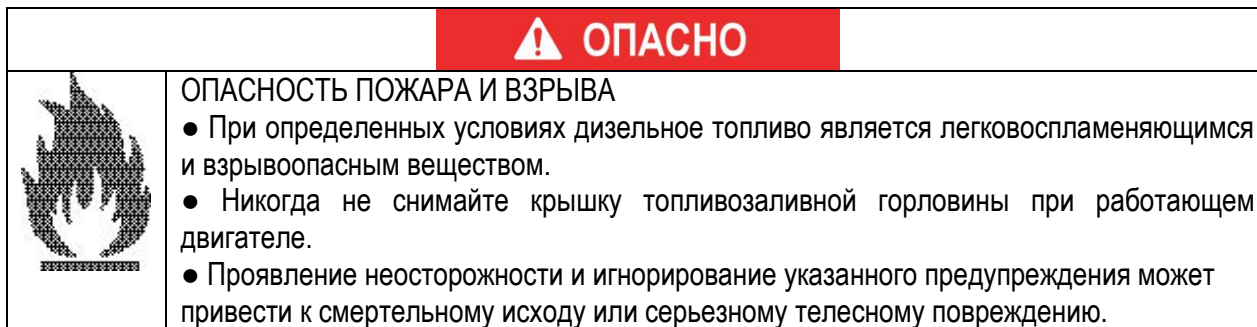 ОПАСНО
ОПАСНОСТЬ ПОЖАРА И ВЗРЫВА
● При определенных условиях дизельное топливо является легковоспламеняющимся
и взрывоопасным веществом.
● Никогда не снимайте крышку топливозаливной горловины при работающем
двигателе.
● Проявление неосторожности и игнорирование указанного предупреждения может
привести к смертельному исходу или серьезному телесному повреждению.